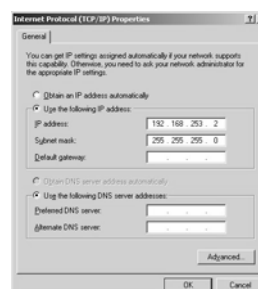 Internet Protocol (TCP/IP) Properties
General
You can get IP settings assigned automatically if your network supports
this capability. Otherwise, you need to ask your network administrator for
the appropriate IP settings.
Obtain an IP address automatically
Use the following IP address:
IP address: 192 . 168 . 253 . 2
Subnet mask: 255 . 255 . 255 . 0
Default gateway: . . .
Obtain DNS server address automatically
Use the following DNS server addresses:
Preferred DNS server: . . .
Alternate DNS server: . . .
Advanced...
OK Cancel